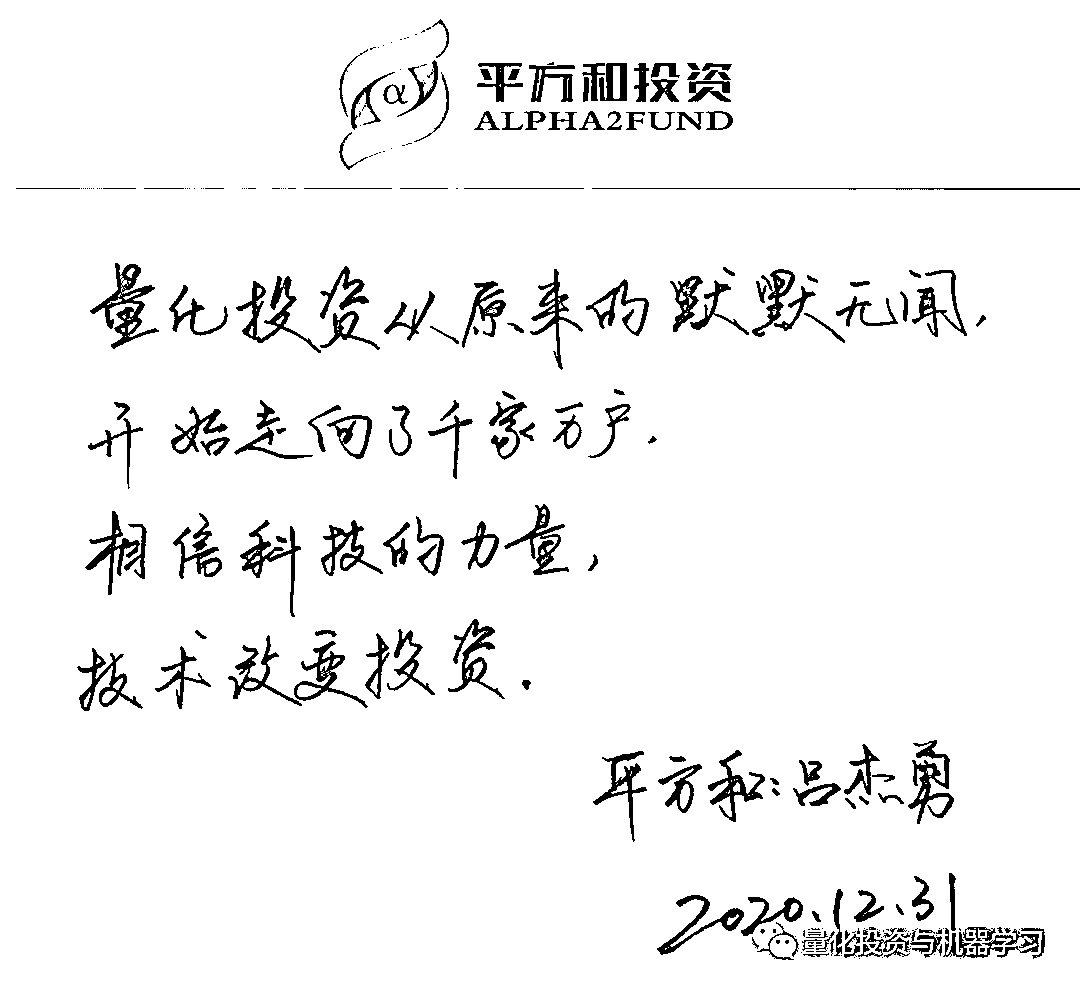 平方和投资
ALPHA2FUND
α
量化投资从原来的默默无闻,
开始走向了千家万户.
相信科技的力量,
技术改变投资.
平方和:吕杰勇
2020.12.31
量化投资与机器学习